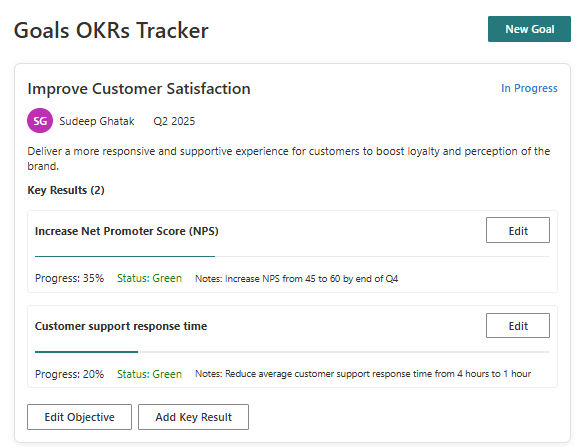 Goals OKRs Tracker
New Goal
Improve Customer Satisfaction
In Progress
SG Sudeep Ghatak Q2 2025
Deliver a more responsive and supportive experience for customers to boost loyalty and perception of the
brand.
Key Results (2)
Increase Net Promoter Score (NPS)
Edit
Progress: 35% Status: Green Notes: Increase NPS from 45 to 60 by end of Q4
Customer support response time
Edit
Progress: 20% Status: Green Notes: Reduce average customer support response time from 4 hours to 1 hour
Edit Objective Add Key Result